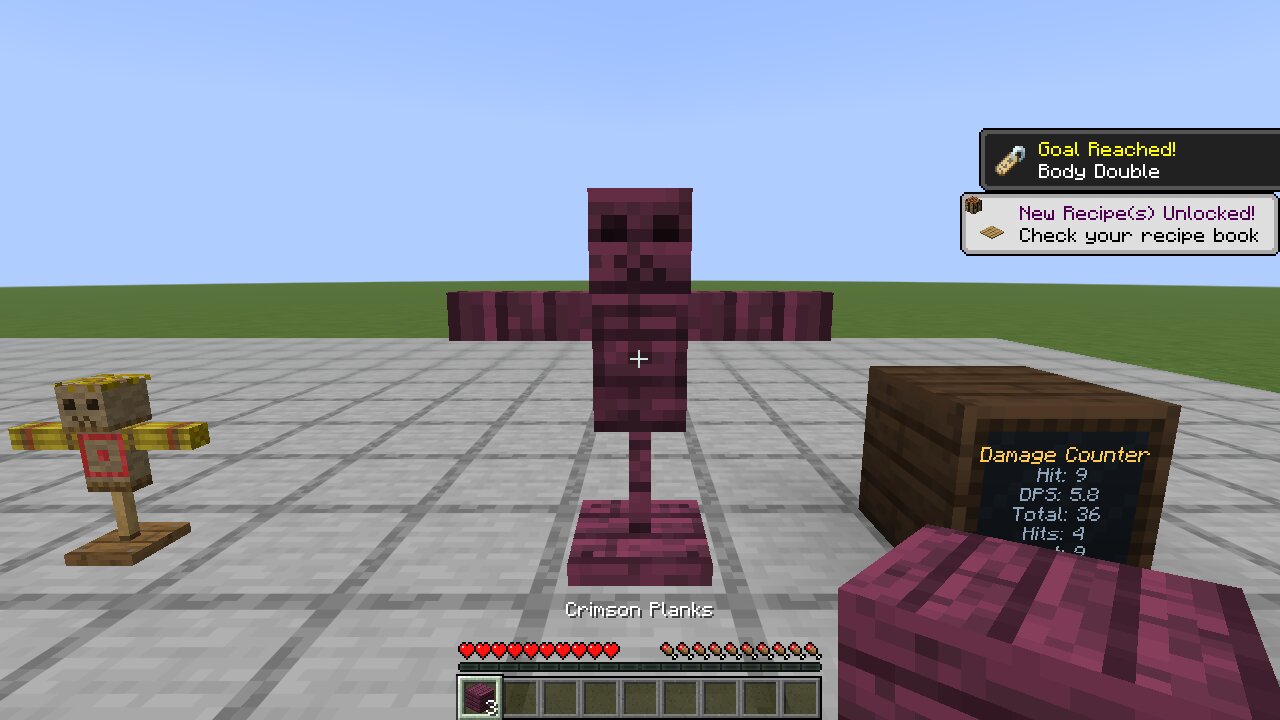 Goal Reached!
Body Double
New Recipe(s) Unlocked!
Check your recipe book
Damage Counter
Hit: 9
DPS: 5.8
Total: 36
Hits: 4
Crimson Planks
3